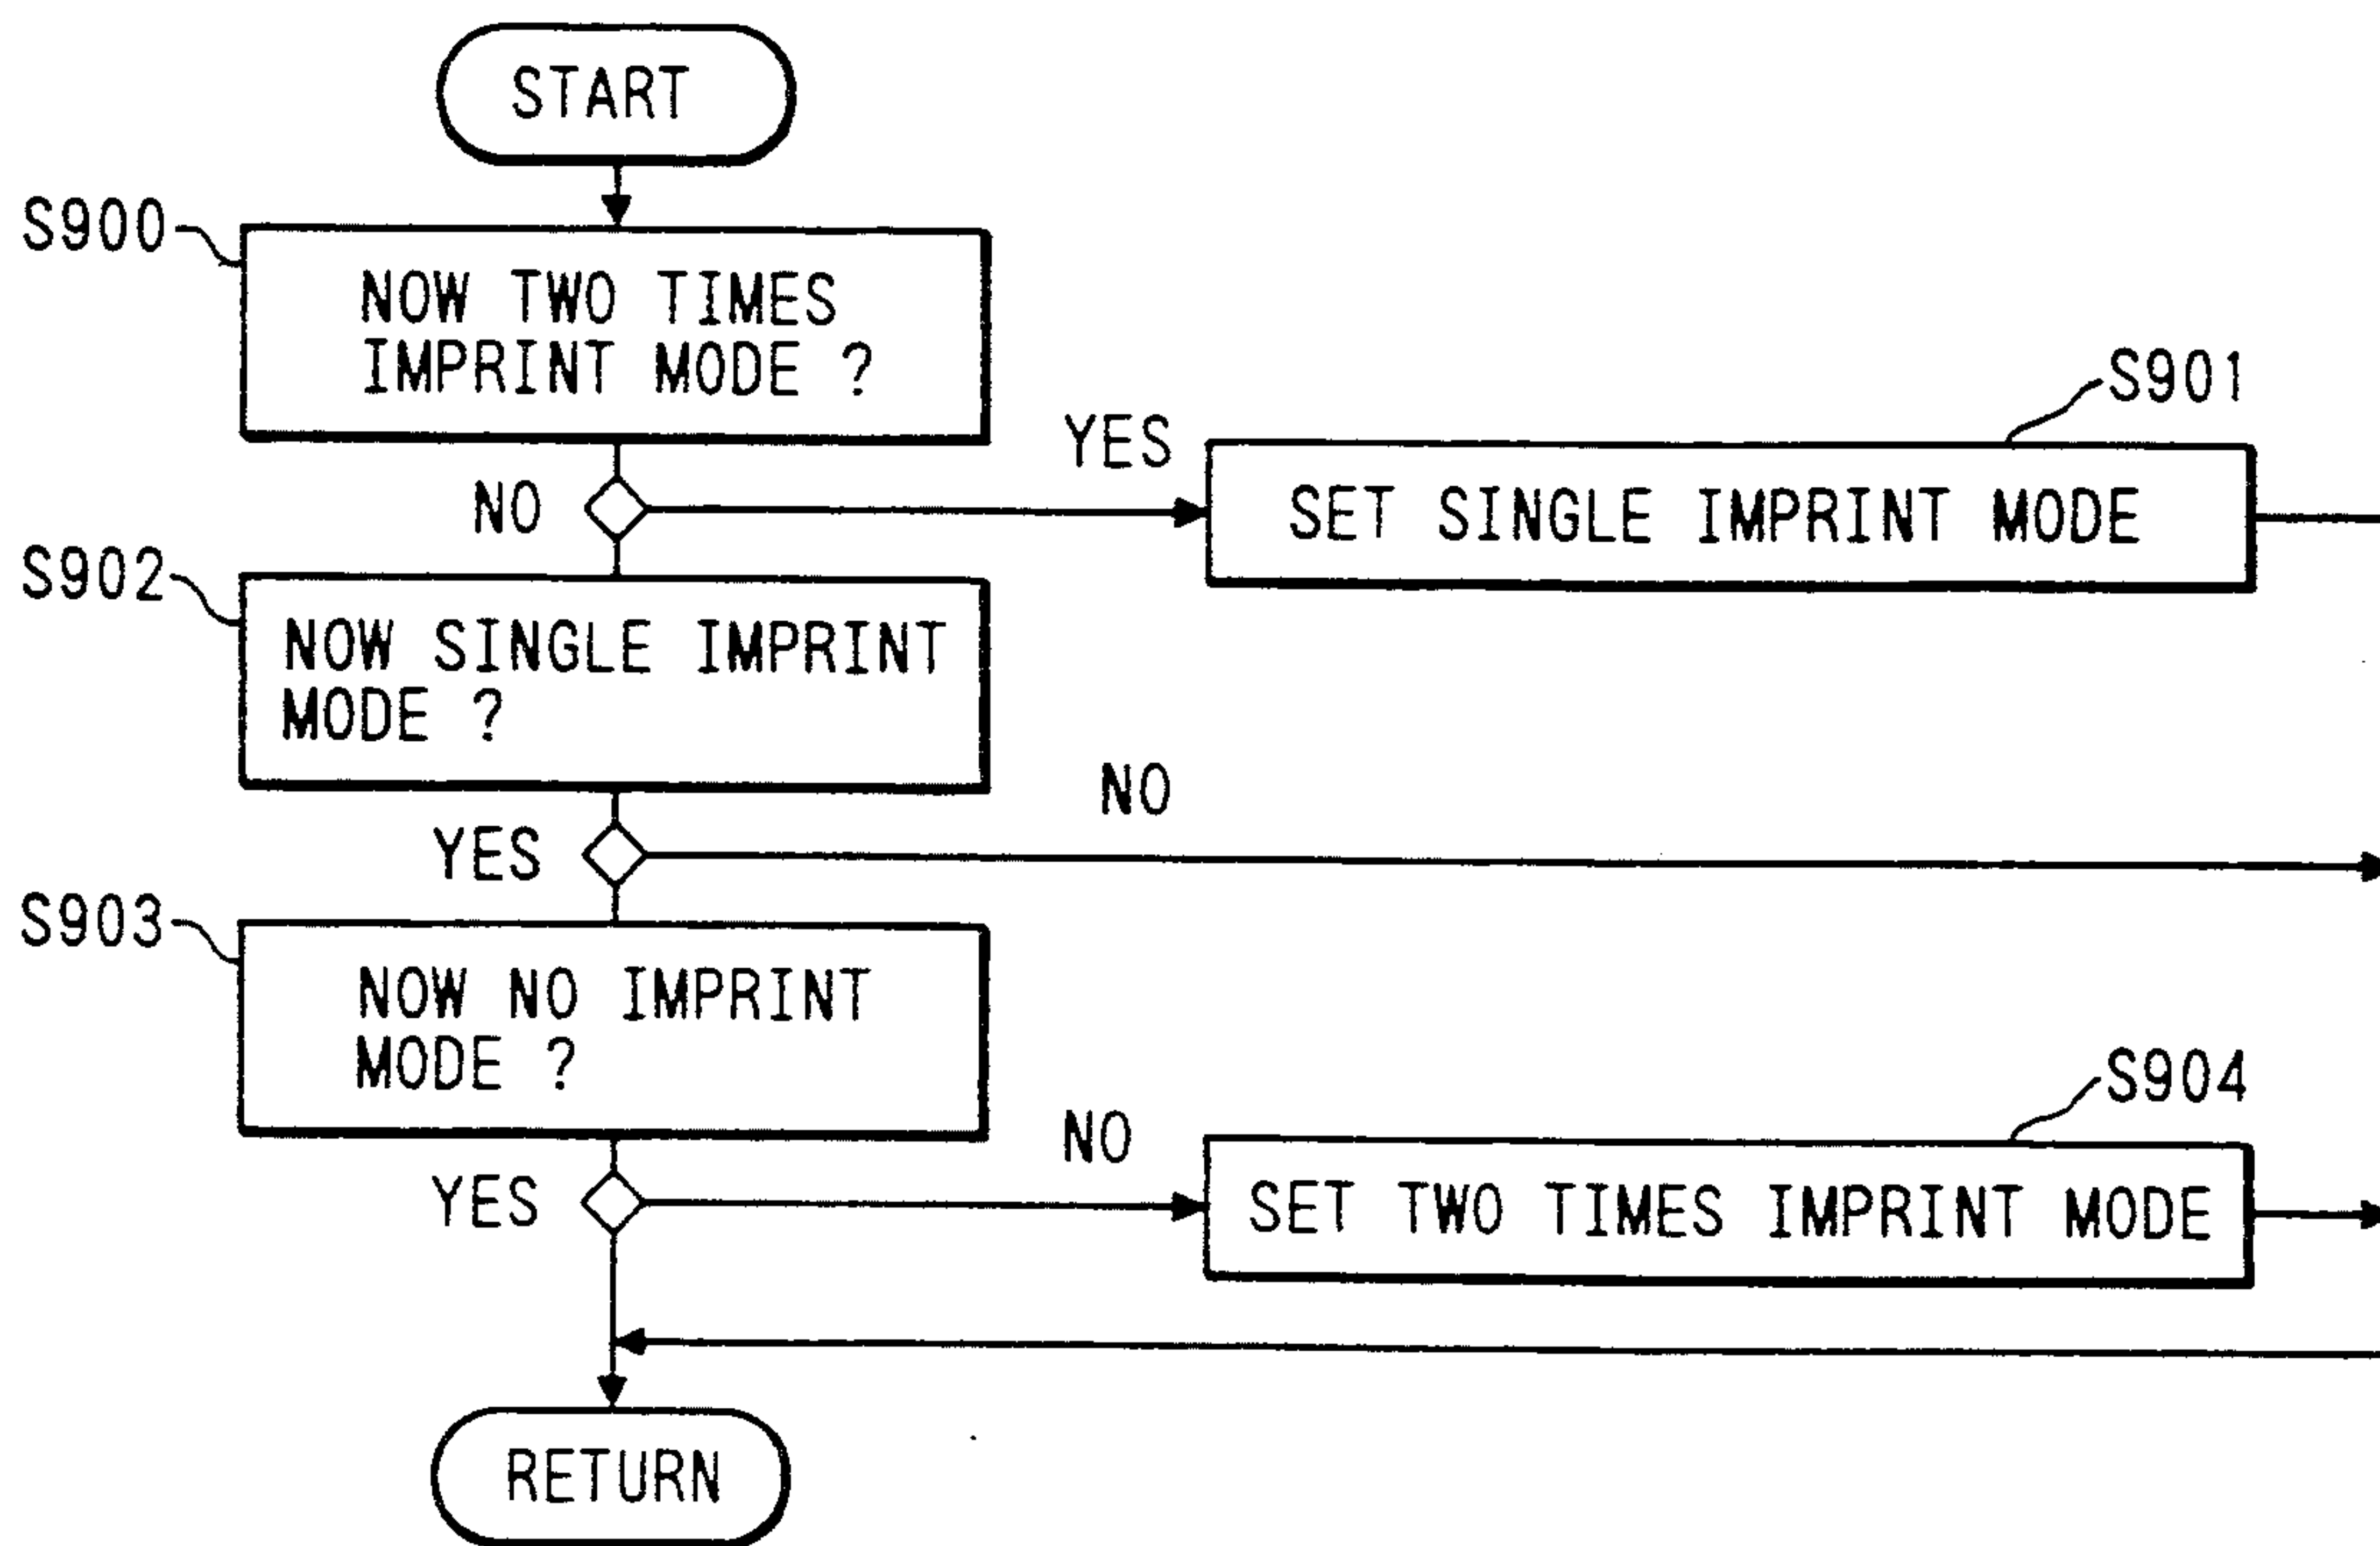 START
S900
NOW TWO TIMES
IMPRINT MODE ?
YES
S901
NO
SET SINGLE IMPRINT MODE
S902
NOW SINGLE IMPRINT
MODE ?
NO
YES
S903
NOW NO IMPRINT
MODE ?
NO
S904
YES
SET TWO TIMES IMPRINT MODE
RETURN